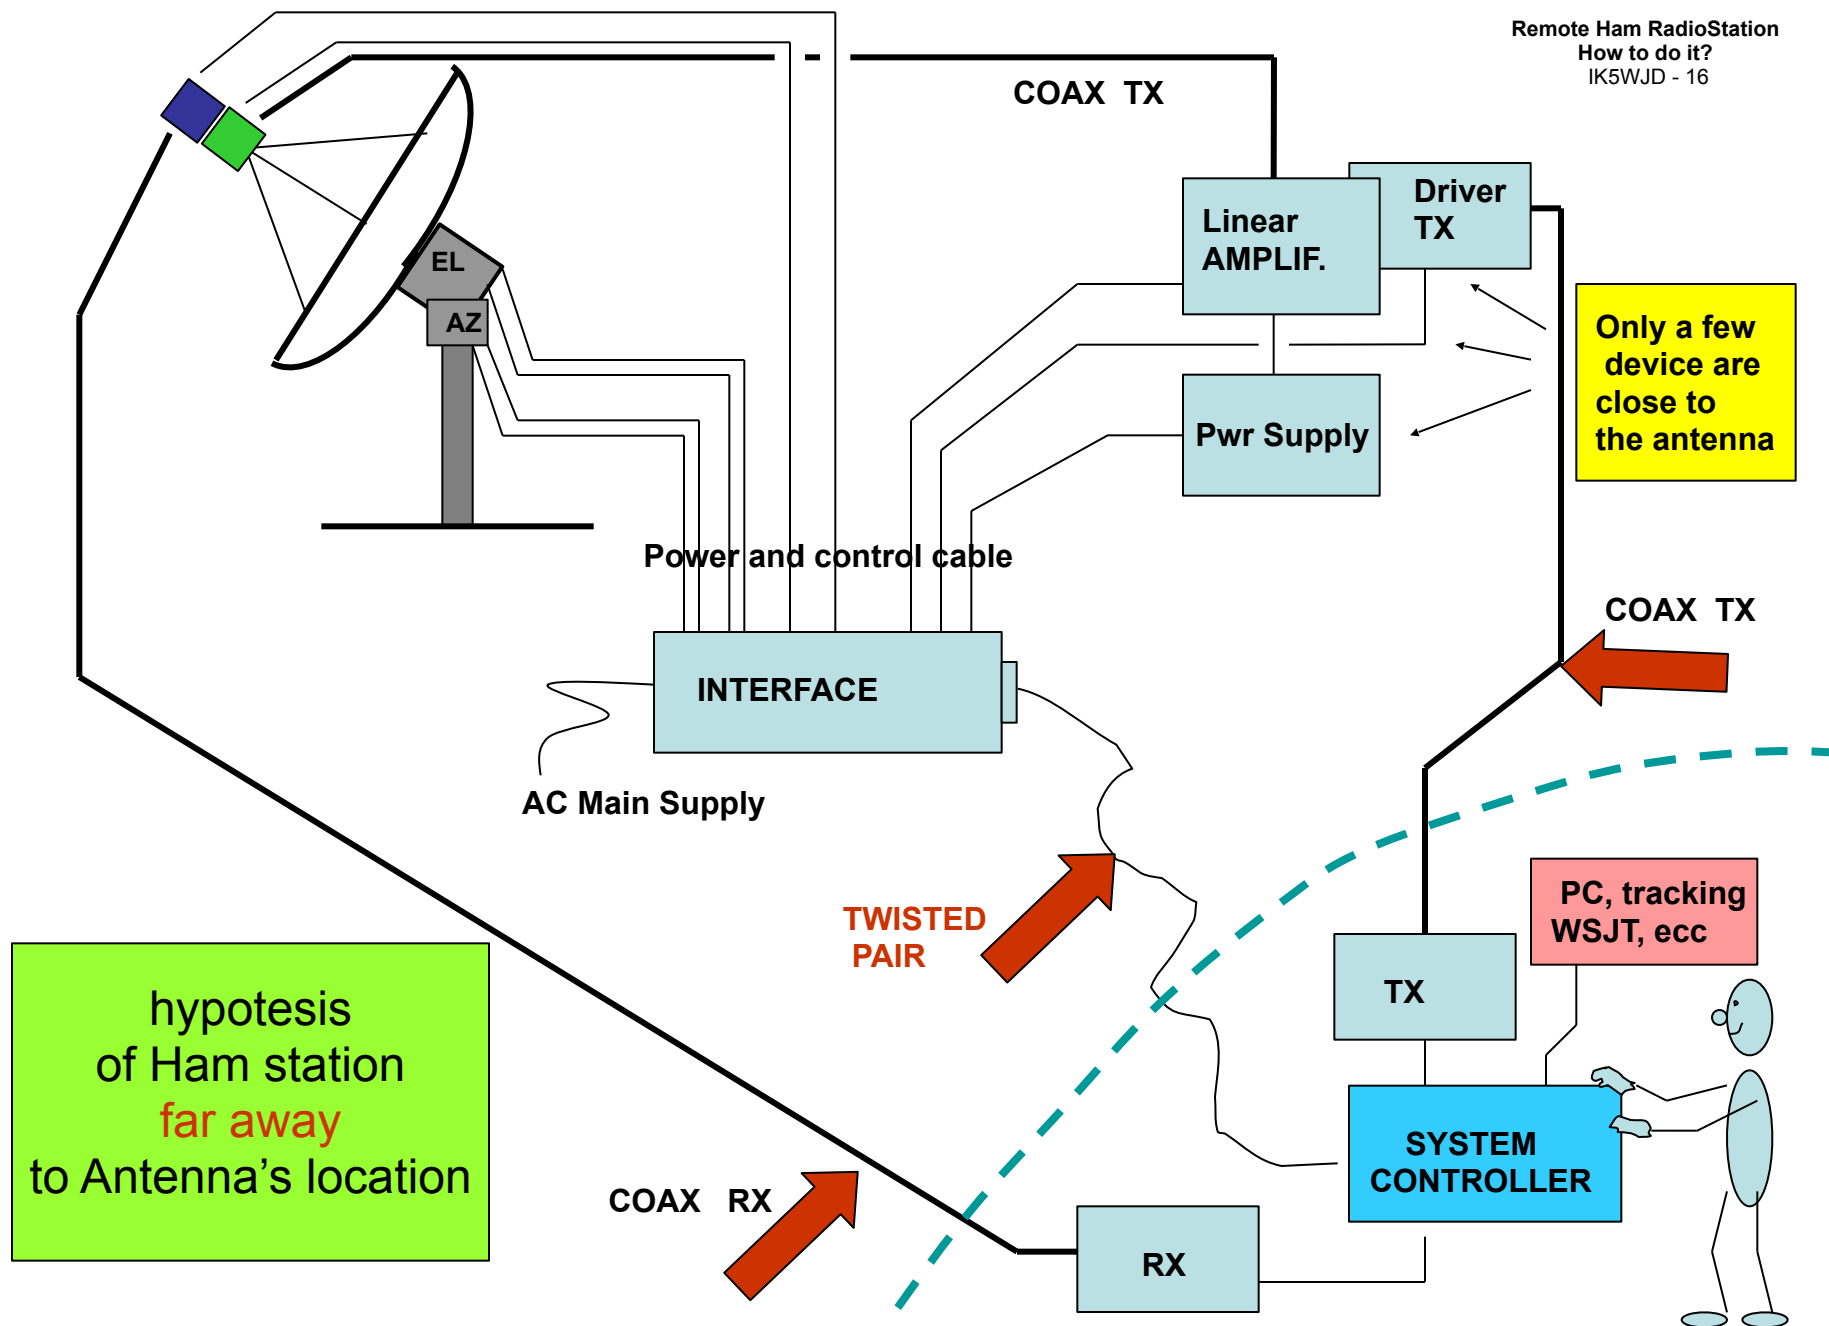 Remote Ham RadioStation
How to do it?
IK5WJD - 16
COAX TX
Driver
TX
Linear
AMPLIF.
EL
AZ
Only a few
device are
close to
the antenna
Pwr Supply
Power and control cable
COAX TX
INTERFACE
AC Main Supply
TWISTED
PAIR
PC, tracking
WSJT, ecc
TX
hypotesis
of Ham station
far away
to Antenna's location
SYSTEM
CONTROLLER
COAX RX
RX